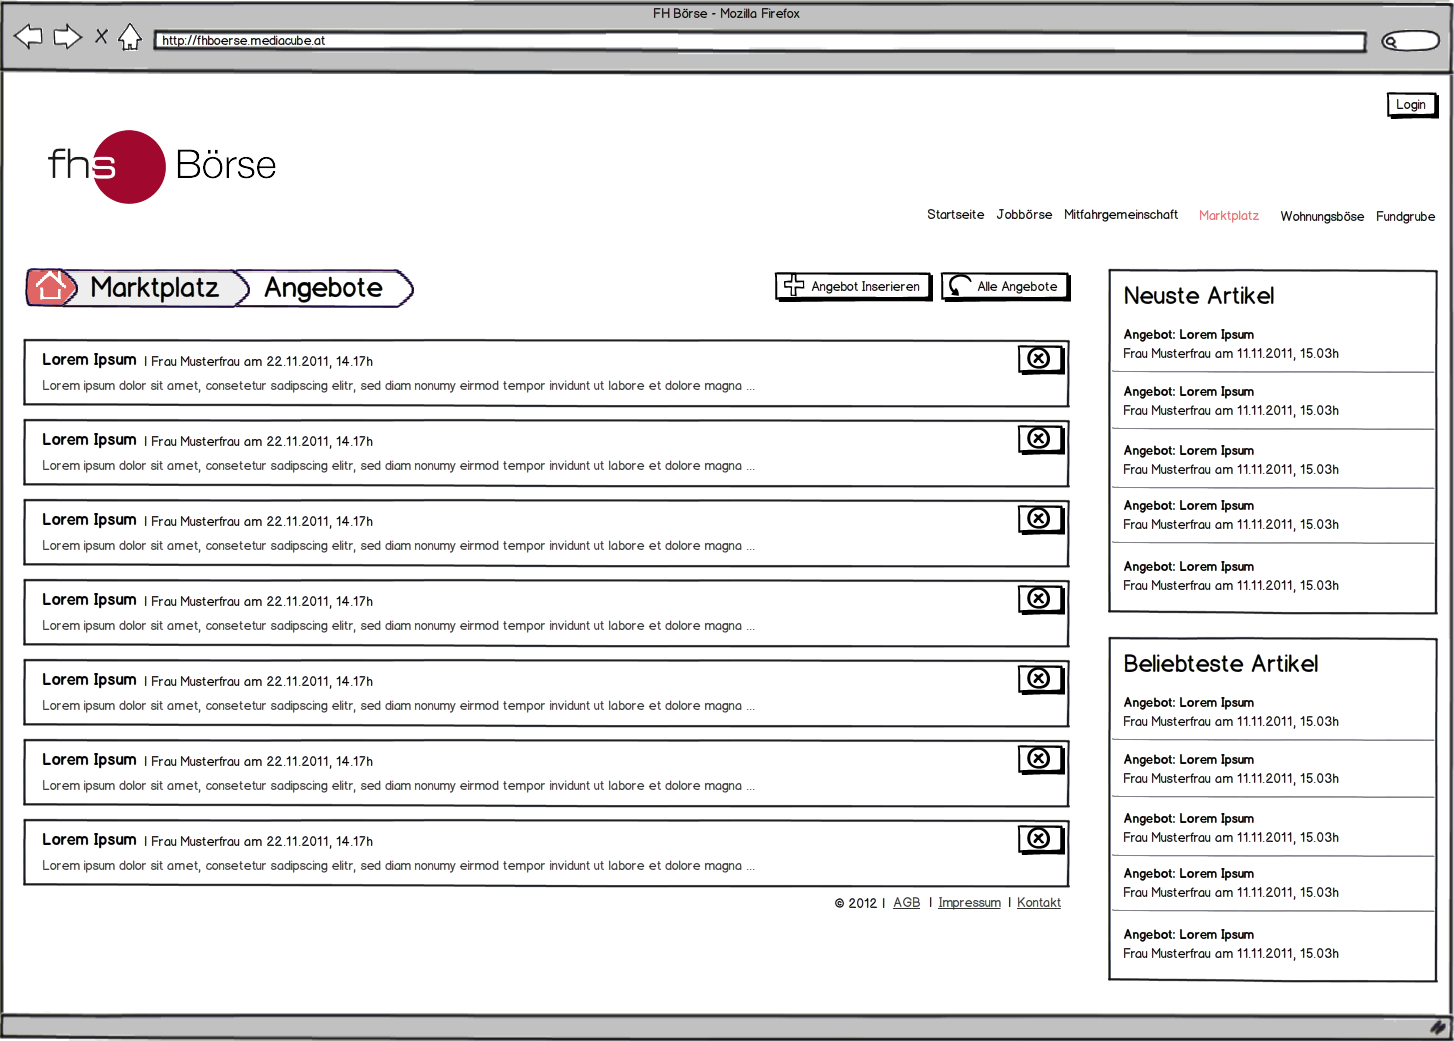 FH Börse - Mozilla Firefox
http://fhboerse.mediacube.at
Login
fhs Börse
Startseite Jobbörse Mitfahrgemeinschaft Marktplatz Wohnungsböse Fundgrube
Marktplatz Angebote
Angebot Inserieren Alle Angebote
Lorem Ipsum | Frau Musterfrau am 22.11.2011, 14.17h
Lorem ipsum dolor sit amet, consetetur sadipscing elitr, sed diam nonumy eirmod tempor invidunt ut labore et dolore magna ...
Lorem Ipsum | Frau Musterfrau am 22.11.2011, 14.17h
Lorem ipsum dolor sit amet, consetetur sadipscing elitr, sed diam nonumy eirmod tempor invidunt ut labore et dolore magna ...
Lorem Ipsum | Frau Musterfrau am 22.11.2011, 14.17h
Lorem ipsum dolor sit amet, consetetur sadipscing elitr, sed diam nonumy eirmod tempor invidunt ut labore et dolore magna ...
Lorem Ipsum | Frau Musterfrau am 22.11.2011, 14.17h
Lorem ipsum dolor sit amet, consetetur sadipscing elitr, sed diam nonumy eirmod tempor invidunt ut labore et dolore magna ...
Lorem Ipsum | Frau Musterfrau am 22.11.2011, 14.17h
Lorem ipsum dolor sit amet, consetetur sadipscing elitr, sed diam nonumy eirmod tempor invidunt ut labore et dolore magna ...
Lorem Ipsum | Frau Musterfrau am 22.11.2011, 14.17h
Lorem ipsum dolor sit amet, consetetur sadipscing elitr, sed diam nonumy eirmod tempor invidunt ut labore et dolore magna ...
Lorem Ipsum | Frau Musterfrau am 22.11.2011, 14.17h
Lorem ipsum dolor sit amet, consetetur sadipscing elitr, sed diam nonumy eirmod tempor invidunt ut labore et dolore magna ...
© 2012 | AGB | Impressum | Kontakt
Neuste Artikel
Angebot: Lorem Ipsum
Frau Musterfrau am 11.11.2011, 15.03h
Angebot: Lorem Ipsum
Frau Musterfrau am 11.11.2011, 15.03h
Angebot: Lorem Ipsum
Frau Musterfrau am 11.11.2011, 15.03h
Angebot: Lorem Ipsum
Frau Musterfrau am 11.11.2011, 15.03h
Angebot: Lorem Ipsum
Frau Musterfrau am 11.11.2011, 15.03h
Beliebteste Artikel
Angebot: Lorem Ipsum
Frau Musterfrau am 11.11.2011, 15.03h
Angebot: Lorem Ipsum
Frau Musterfrau am 11.11.2011, 15.03h
Angebot: Lorem Ipsum
Frau Musterfrau am 11.11.2011, 15.03h
Angebot: Lorem Ipsum
Frau Musterfrau am 11.11.2011, 15.03h
Angebot: Lorem Ipsum
Frau Musterfrau am 11.11.2011, 15.03h